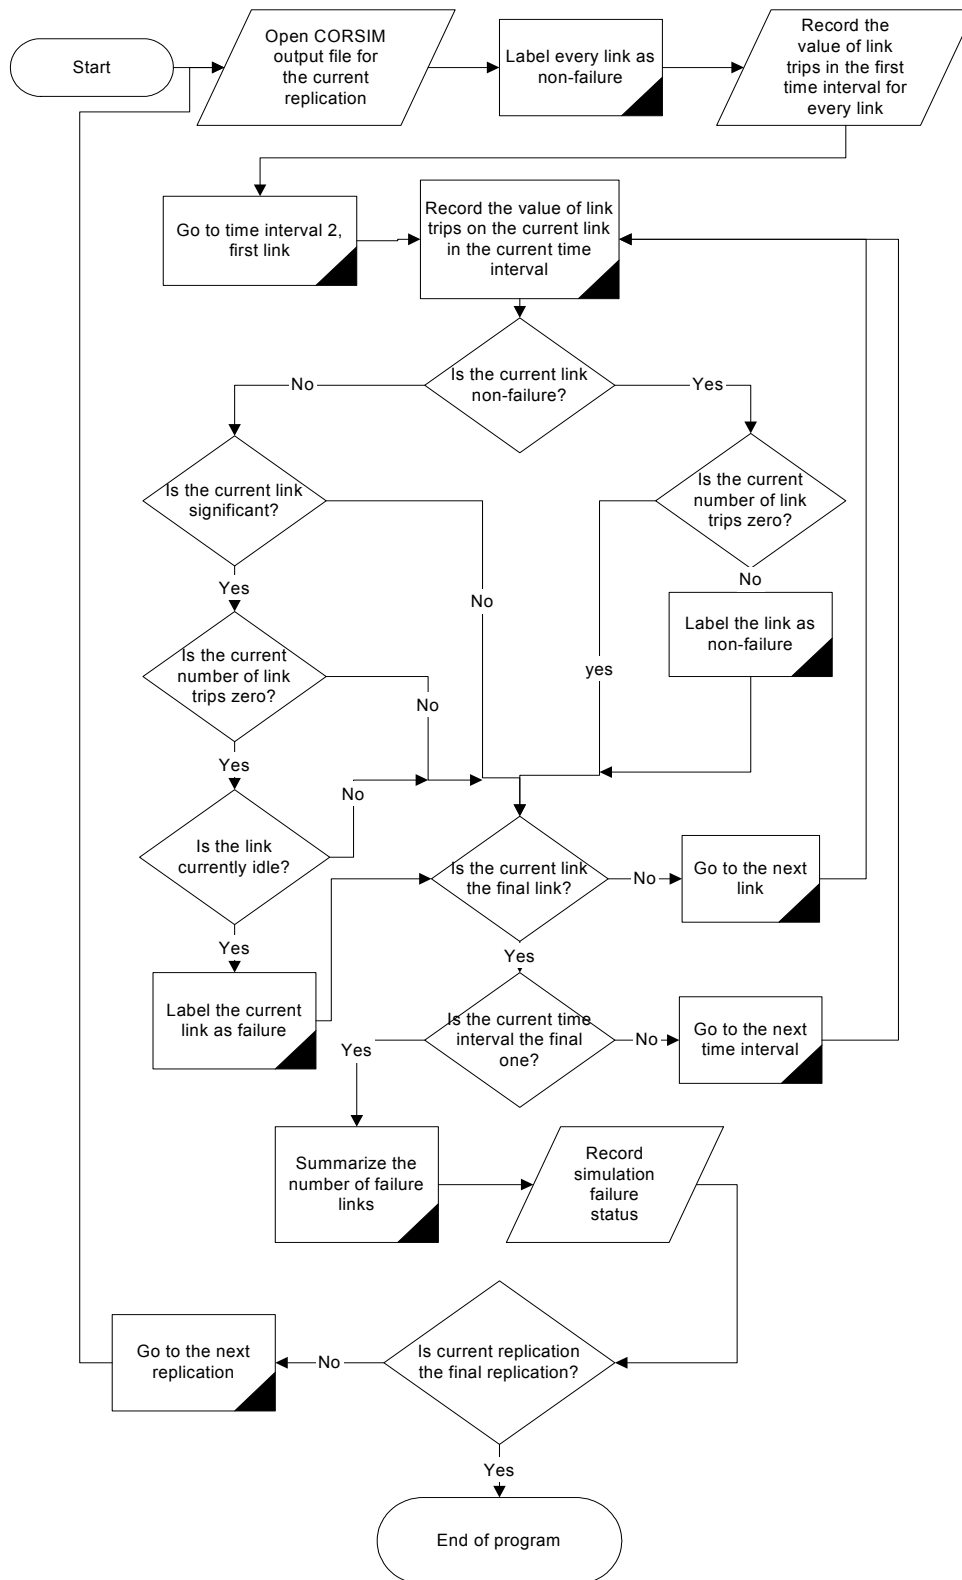 Start
Open CORSIM
output file for
the current
replication
Label every link as
non-failure
Record the
value of link
trips in the first
time interval for
every link
Go to time interval 2,
first link
Record the value of link
trips on the current link
in the current time
interval
Is the current link
non-failure?
No
Yes
Is the current link
significant?
Is the current
number of link
trips zero?
Yes
No
No
Label the link as
non-failure
Is the current
number of link
trips zero?
No
yes
Yes
No
Is the link
currently idle?
Is the current link
the final link?
No
Go to the next
link
Yes
Yes
Label the current
link as failure
Is the current time
interval the final
one?
No
Go to the next
time interval
Yes
Summarize the
number of failure
links
Record
simulation
failure
status
Go to the next
replication
No
Is current replication
the final replication?
Yes
End of program